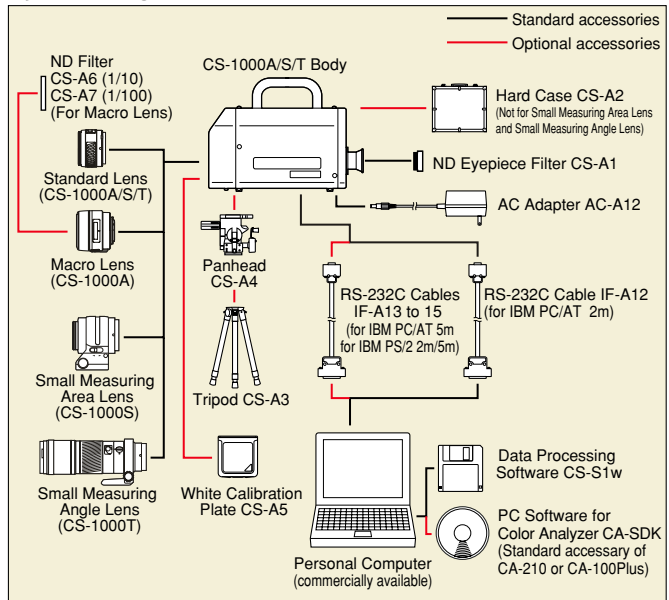 Standard accessories
Optional accessories
ND Filter
CS-A6 (1/10)
CS-A7 (1/100)
(For Macro Lens)
CS-1000A/S/T Body
Hard Case CS-A2
(Not for Small Measuring Area Lens
and Small Measuring Angle Lens)
ND Eyepiece Filter CS-A1
Standard Lens
(CS-1000A/S/T)
AC Adapter AC-A12
Macro Lens
(CS-1000A)
Panhead
CS-A4
RS-232C Cables
IF-A13 to 15
(for IBM PC/AT 5m
for IBM PS/2 2m/5m)
RS-232C Cable IF-A12
(for IBM PC/AT 2m)
Small Measuring
Area Lens
(CS-1000S)
Tripod CS-A3
Small Measuring
Angle Lens
(CS-1000T)
White Calibration
Plate CS-A5
Personal Computer
(commercially available)
Data Processing
Software CS-S1w
PC Software for
Color Analyzer CA-SDK
(Standard accessary of
CA-210 or CA-100Plus)